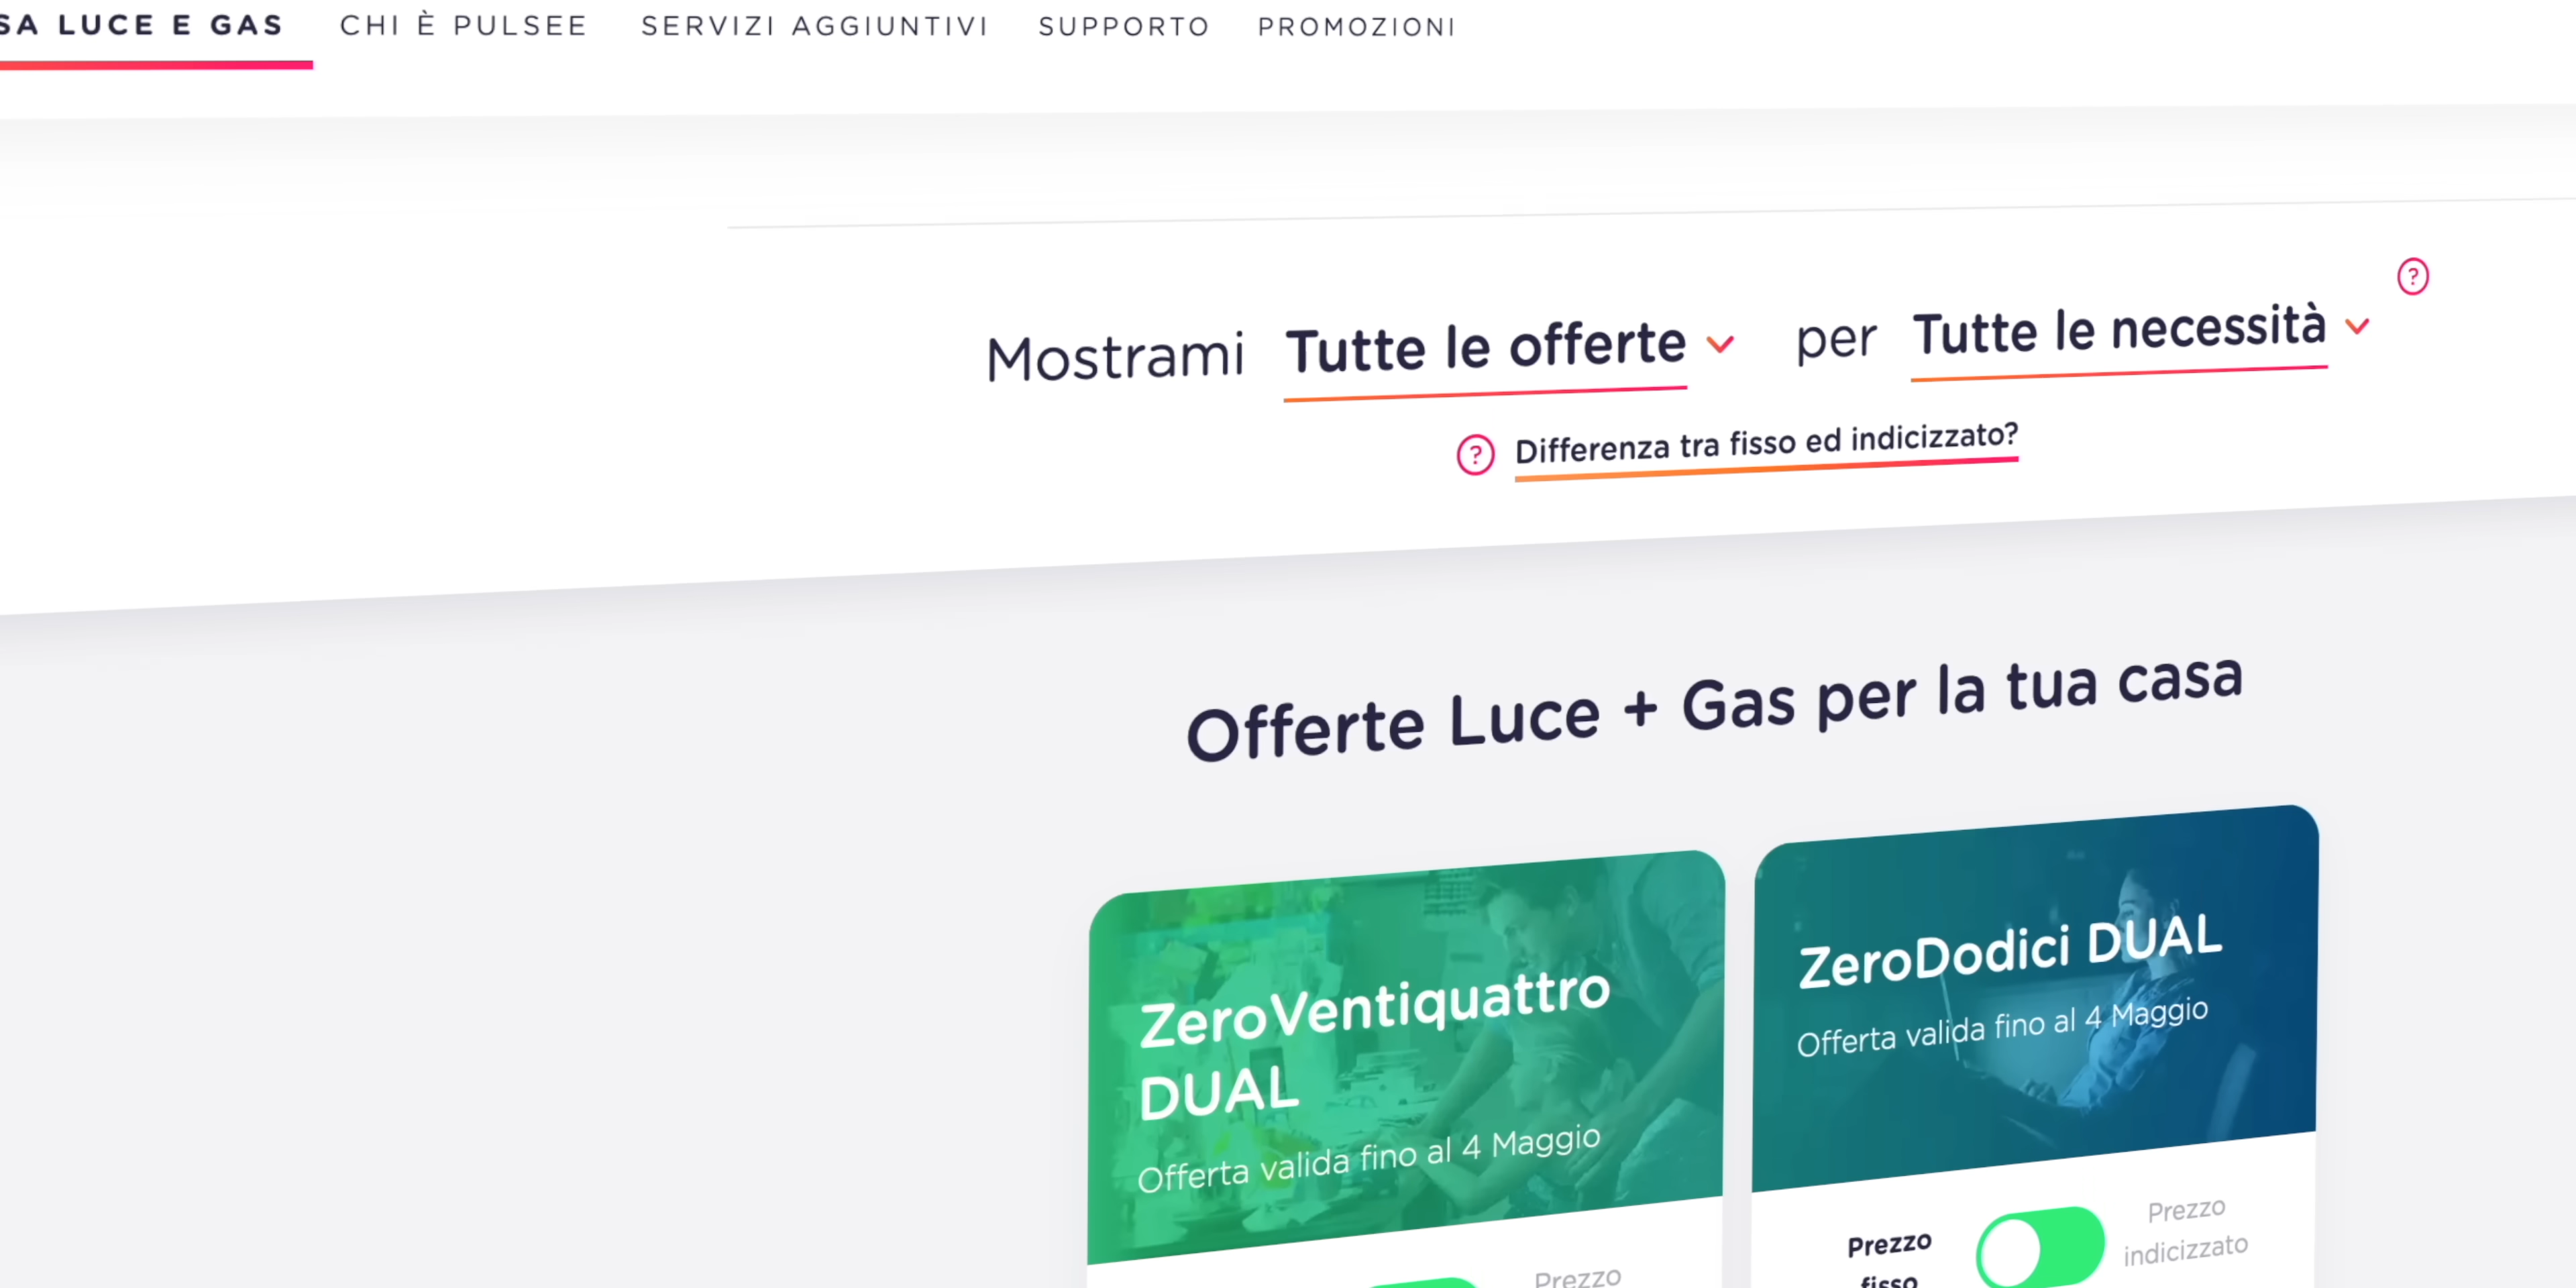 SA LUCE E GAS CHI È PULSEE SERVIZI AGGIUNTIVI SUPPORTO PROMOZIONI
Mostrami Tutte le offerte per Tutte le necessità ?
? Differenza tra fisso ed indicizzato?
Offerte Luce + Gas per la tua casa
ZeroVentiquattro
DUAL
Offerta valida fino al 4 Maggio
ZeroDodici DUAL
Offerta valida fino al 4 Maggio
Prezzo
Prezzo
fisso
Prezzo
indicizzato